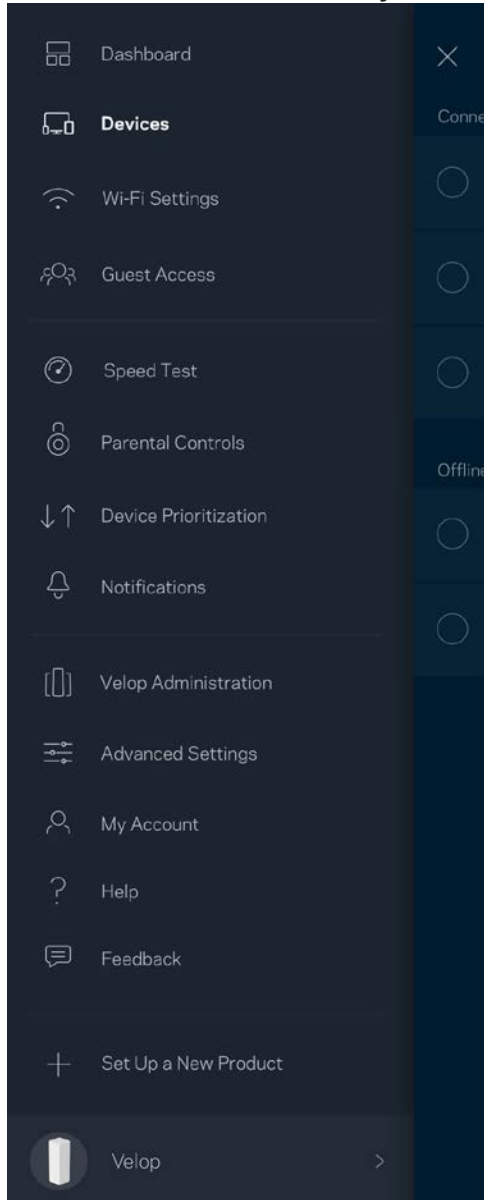 Dashboard
Devices
Wi-Fi Settings
Guest Access
Speed Test
Parental Controls
Device Prioritization
Notifications
Velop Administration
Advanced Settings
My Account
Help
Feedback
Set Up a New Product
Velop
Conne
Offline